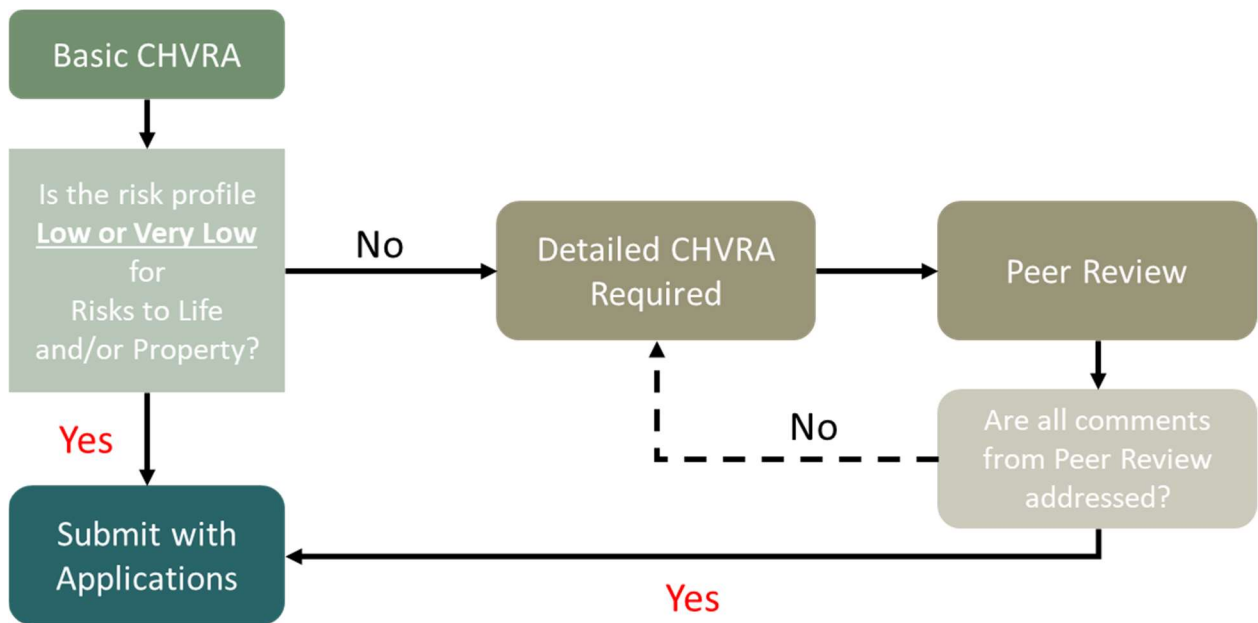 Basic CHVRA
Is the risk profile
Low or Very Low
for
Risks to Life
and/or Property?
No
Detailed CHVRA
Required
Peer Review
Yes
No
Are all comments
from Peer Review
addressed?
Submit with
Applications
Yes